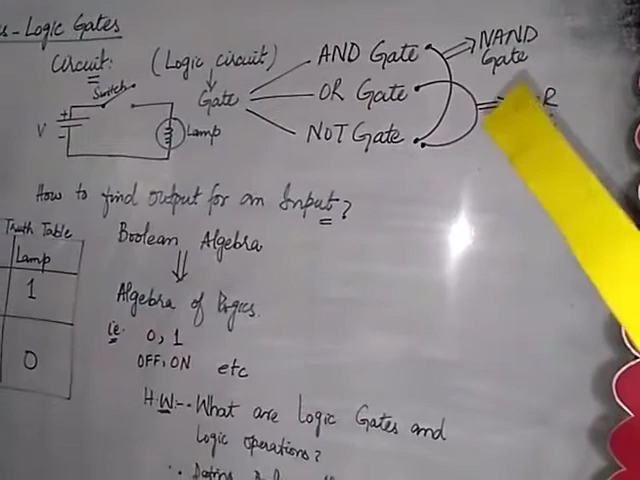 s-Logic Gates
Circuit: (Logic circuit)
Switch
Gate
V
Lamp
AND Gate
OR Gate
NOT Gate
NAND
Gate
R
How to find output for an Input?
Truth Table
Lamp
1
0
Boolean Algebra
Algebra of Logics.
i.e. 0, 1
OFF, ON etc
H.W:- What are Logic Gates and
logic operations?